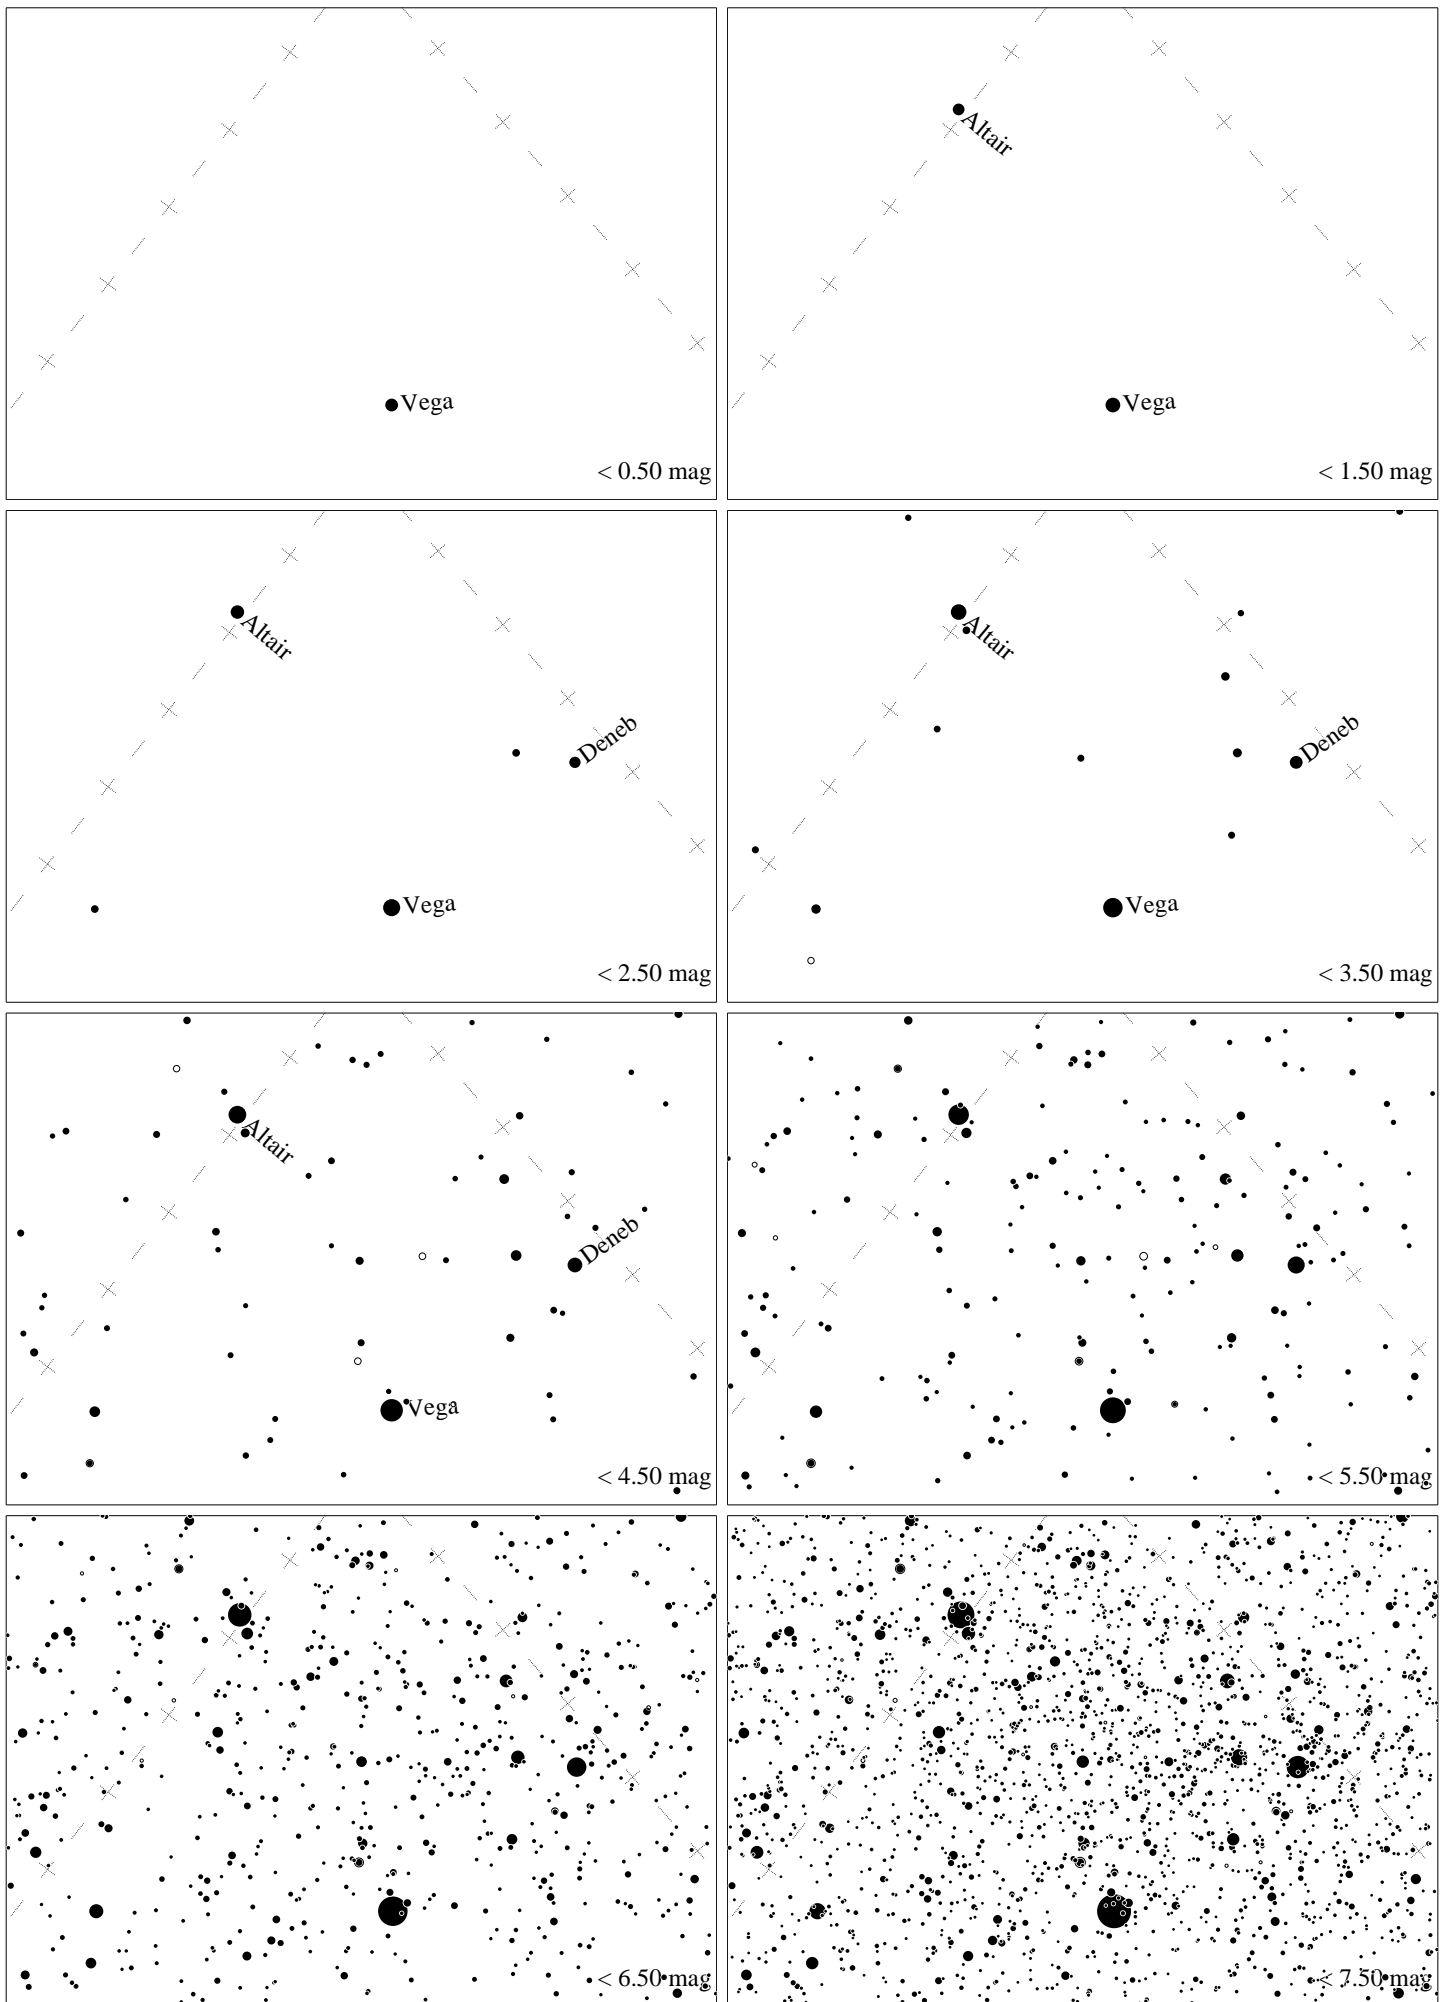 Vega
< 0.50 mag
Altair
Vega
< 1.50 mag
Altair
Deneb
Vega
< 2.50 mag
Altair
Deneb
Vega
< 3.50 mag
Altair
Deneb
Vega
< 4.50 mag
< 5.50 mag
< 6.50 mag
< 7.50 mag